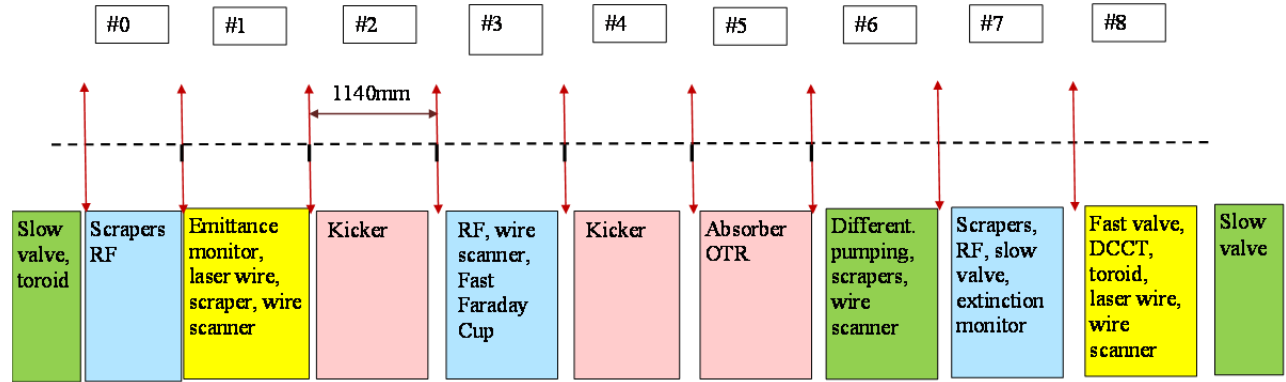 #0
#1
#2
#3
#4
#5
#6
#7
#8
1140mm
Slow
valve,
toroid
Scrapers
RF
Emittance
monitor,
laser wire,
scraper, wire
scanner
Kicker
RF, wire
scanner,
Fast
Faraday
Cup
Kicker
Absorber
OTR
Different.
pumping,
scrapers,
wire
scanner
Scrapers,
RF, slow
valve,
extinction
monitor
Fast valve,
DCCT,
toroid,
laser wire,
wire
scanner
Slow
valve